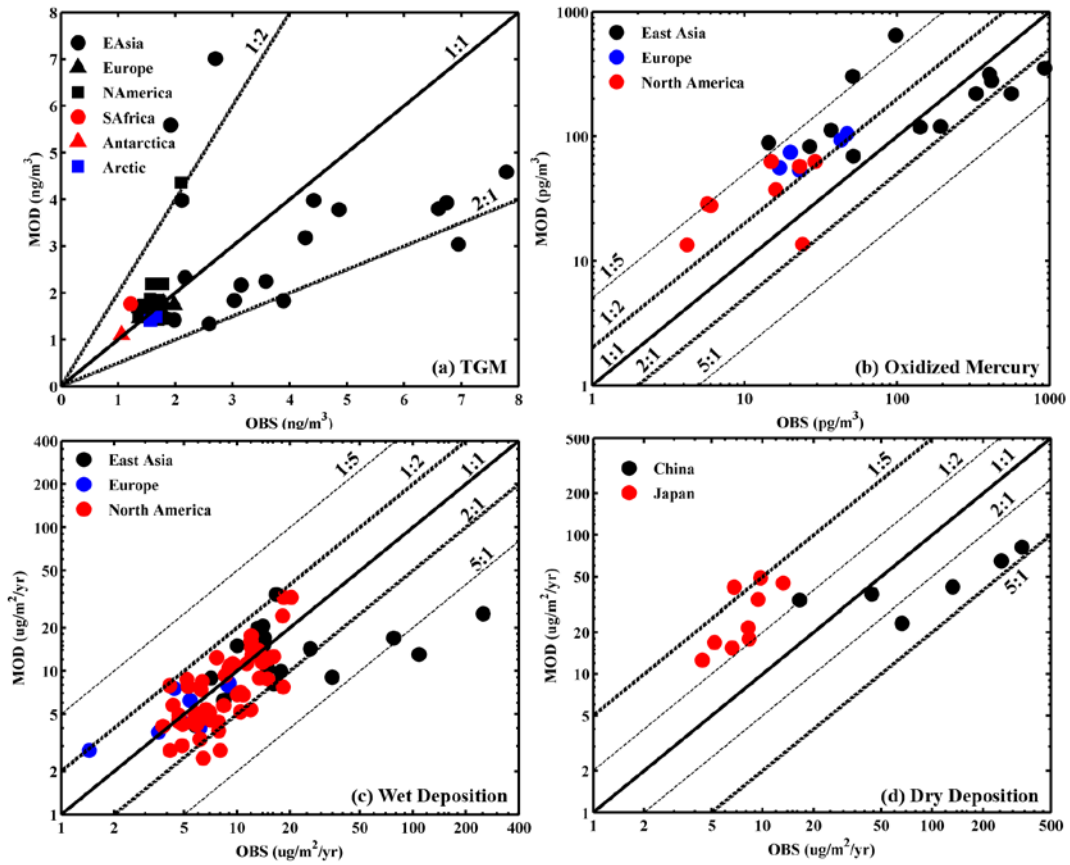 8
7
6
5
4
3
2
1
0
MOD (ng/m³)
EAsia
Europe
NAmerica
SAfrica
Antarctica
Arctic
1:2
1:1
2:1
(a) TGM
0 1 2 3 4 5 6 7 8
OBS (ng/m³)
1000
100
10
1
MOD (pg/m³)
East Asia
Europe
North America
1:5
1:2
1:1
2:1
5:1
(b) Oxidized Mercury
1 10 100 1000
OBS (pg/m³)
400
200
100
50
20
10
5
2
1
MOD (ug/m²/yr)
East Asia
Europe
North America
1:5
1:2
1:1
2:1
5:1
(c) Wet Deposition
1 2 5 10 20 50 100 200 400
OBS (ug/m²/yr)
500
200
100
50
20
10
5
2
1
MOD (ug/m²/yr)
China
Japan
1:5
1:2
1:1
2:1
5:1
(d) Dry Deposition
1 2 5 10 20 50 100 200 500
OBS (ug/m²/yr)